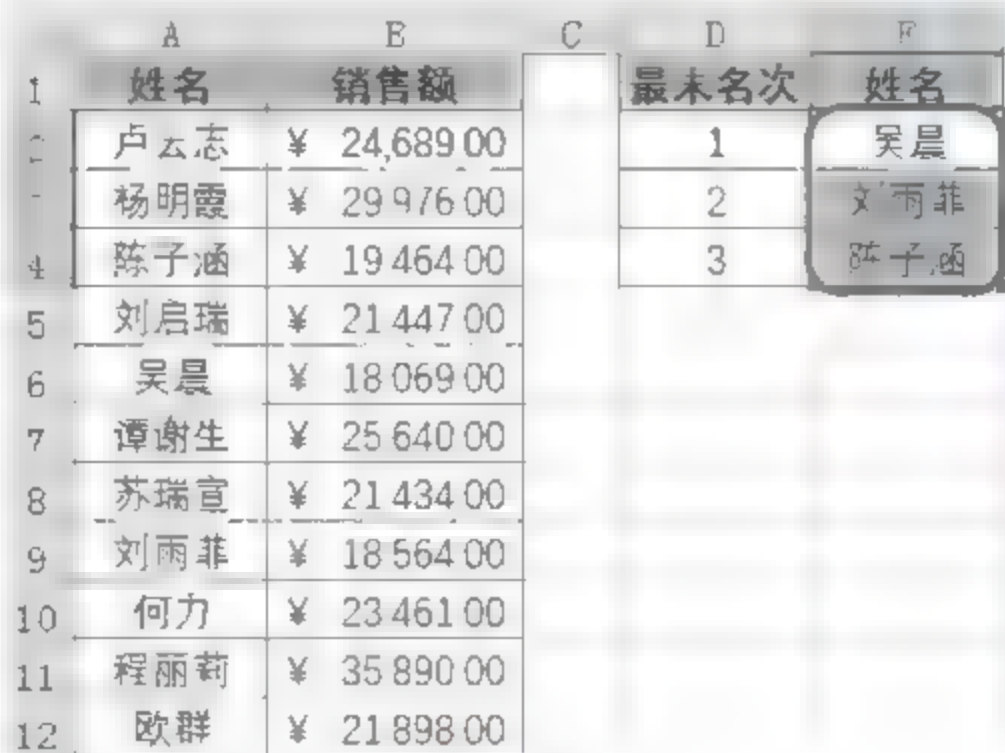 A B C D E
1 姓名 销售额 最末名次 姓名
卢云志 ¥ 24,689.00 1 吴晨
杨明霞 ¥ 29,976.00 2 刘雨菲
4 陈子涵 ¥ 19,464.00 3 陈子涵
5 刘启瑞 ¥ 21,447.00
6 吴晨 ¥ 18,069.00
7 谭谢生 ¥ 25,640.00
8 苏瑞宣 ¥ 21,434.00
9 刘雨菲 ¥ 18,564.00
10 何力 ¥ 23,461.00
11 程丽莉 ¥ 35,890.00
12 欧群 ¥ 21,898.00